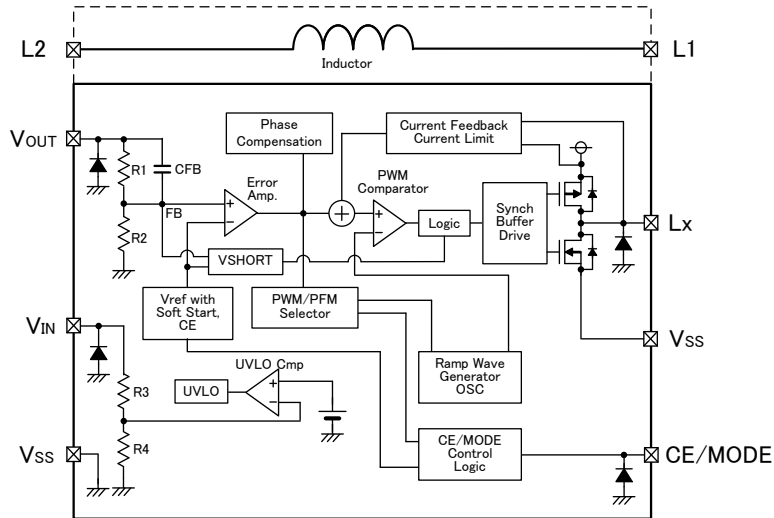 L2
L1
Inductor
VOUT
Phase
Compensation
Current Feedback
Current Limit
R1
CFB
Error
Amp.
PWM
Comparator
+
-
FB
+
+
-
Logic
Synch
Buffer
Drive
Lx
R2
VSHORT
VIN
Vref with
Soft Start,
CE
PWM/PFM
Selector
VSS
R3
UVLO Cmp
UVLO
+
-
Ramp Wave
Generator
OSC
R4
VSS
CE/MODE
Control
Logic
CE/MODE